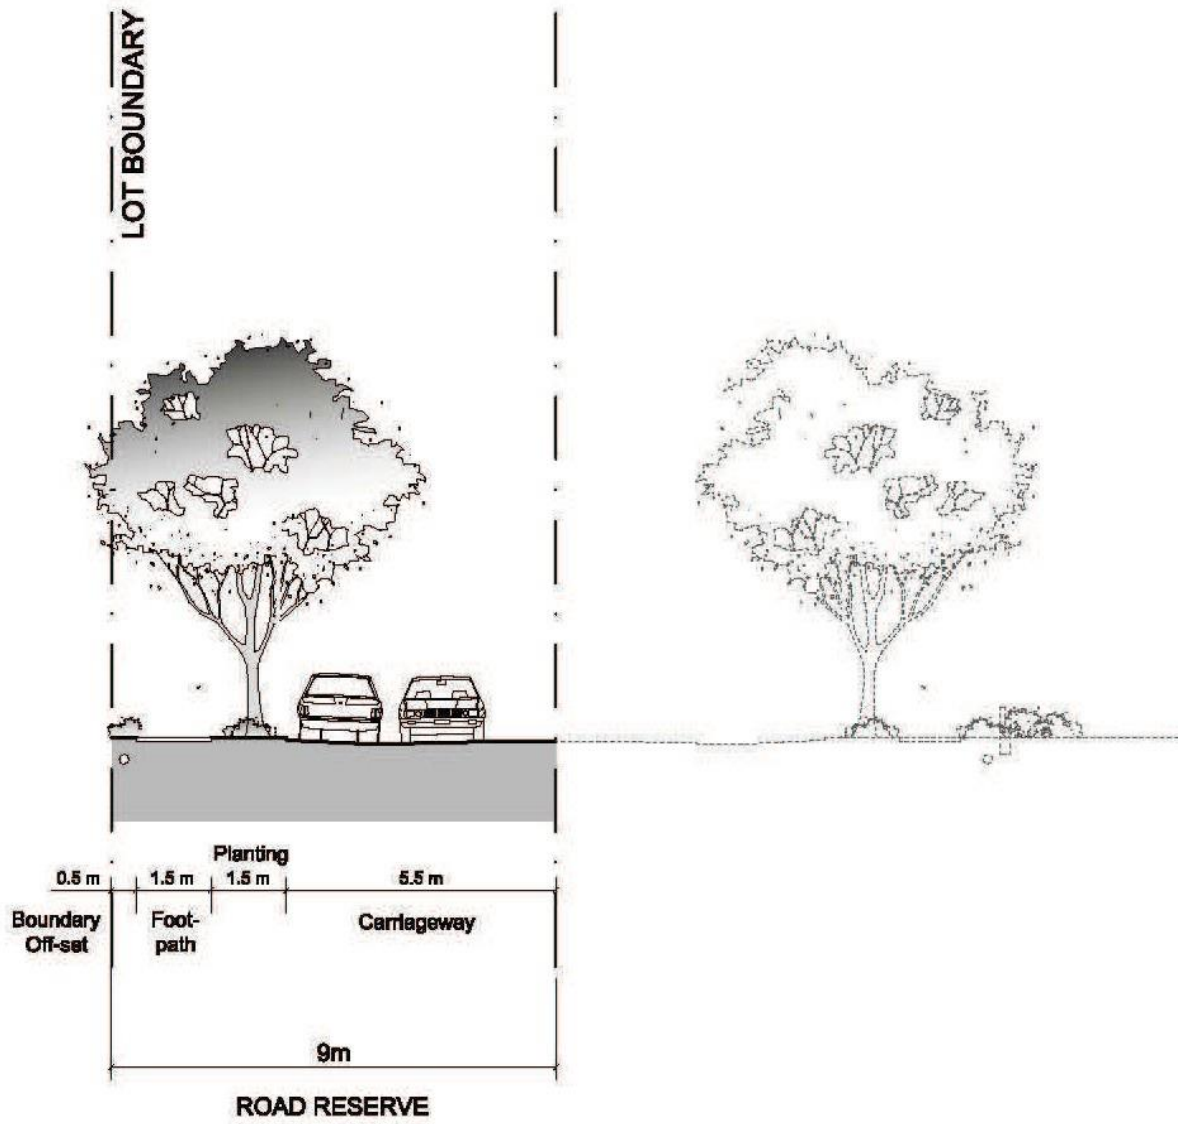 LOT BOUNDARY
Planting
0.5 m 1.5 m 1.5 m 5.5 m
Boundary
Off-set
Foot-
path
Carriageway
9m
ROAD RESERVE